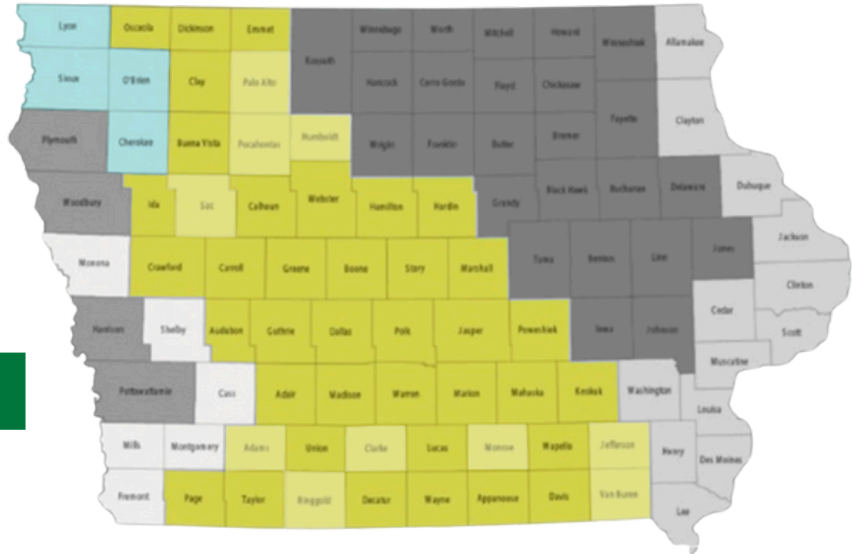 Lyon Osceola Dickinson Emmet Winnebago Worth Mitchell Howard Winneshiek Allamakee
Kossuth
Sioux O'Brien Clay Palo Alto Hancock Cerro Gordo Floyd Chickasaw
Fayette Clayton
Plymouth Cherokee Buena Vista Pocahontas Humboldt Wright Franklin Butler Bremer
Woodbury Ida Sac Calhoun Webster Hamilton Hardin Grundy Black Hawk Buchanan Delaware Dubuque
Jackson
Monona Crawford Carroll Greene Boone Story Marshall Tama Benton Linn Jones
Clinton
Harrison Shelby Audubon Guthrie Dallas Polk Jasper Poweshiek Iowa Johnson Cedar Scott
Muscatine
Pottawattamie Cass Adair Madison Warren Marion Mahaska Keokuk Washington
Louisa
Mills Montgomery Adams Union Clarke Lucas Monroe Wapello Jefferson Henry Des Moines
Fremont Page Taylor Ringgold Decatur Wayne Appanoose Davis Van Buren Lee